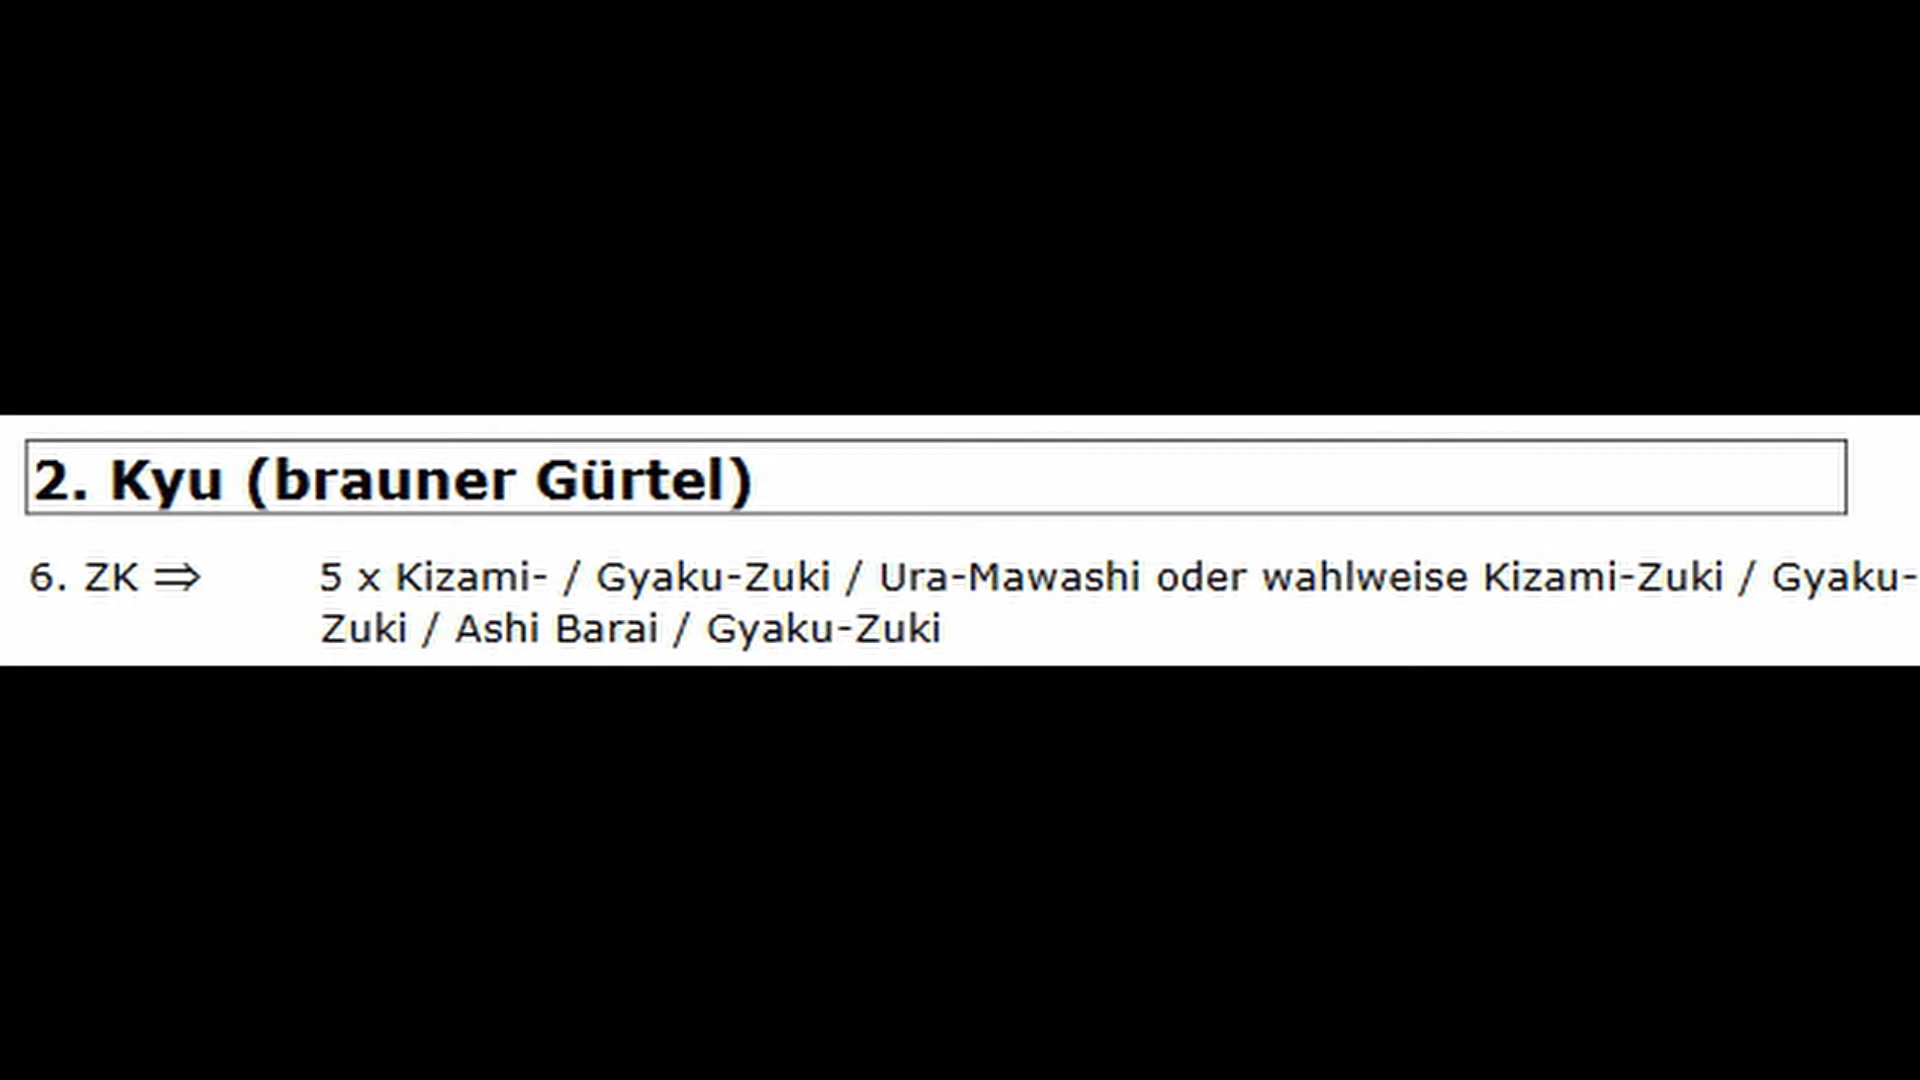 2. Kyu (brauner Gürtel)
6. ZK ⇒ 5 x Kizami- / Gyaku-Zuki / Ura-Mawashi oder wahlweise Kizami-Zuki / Gyaku-
Zuki / Ashi Barai / Gyaku-Zuki